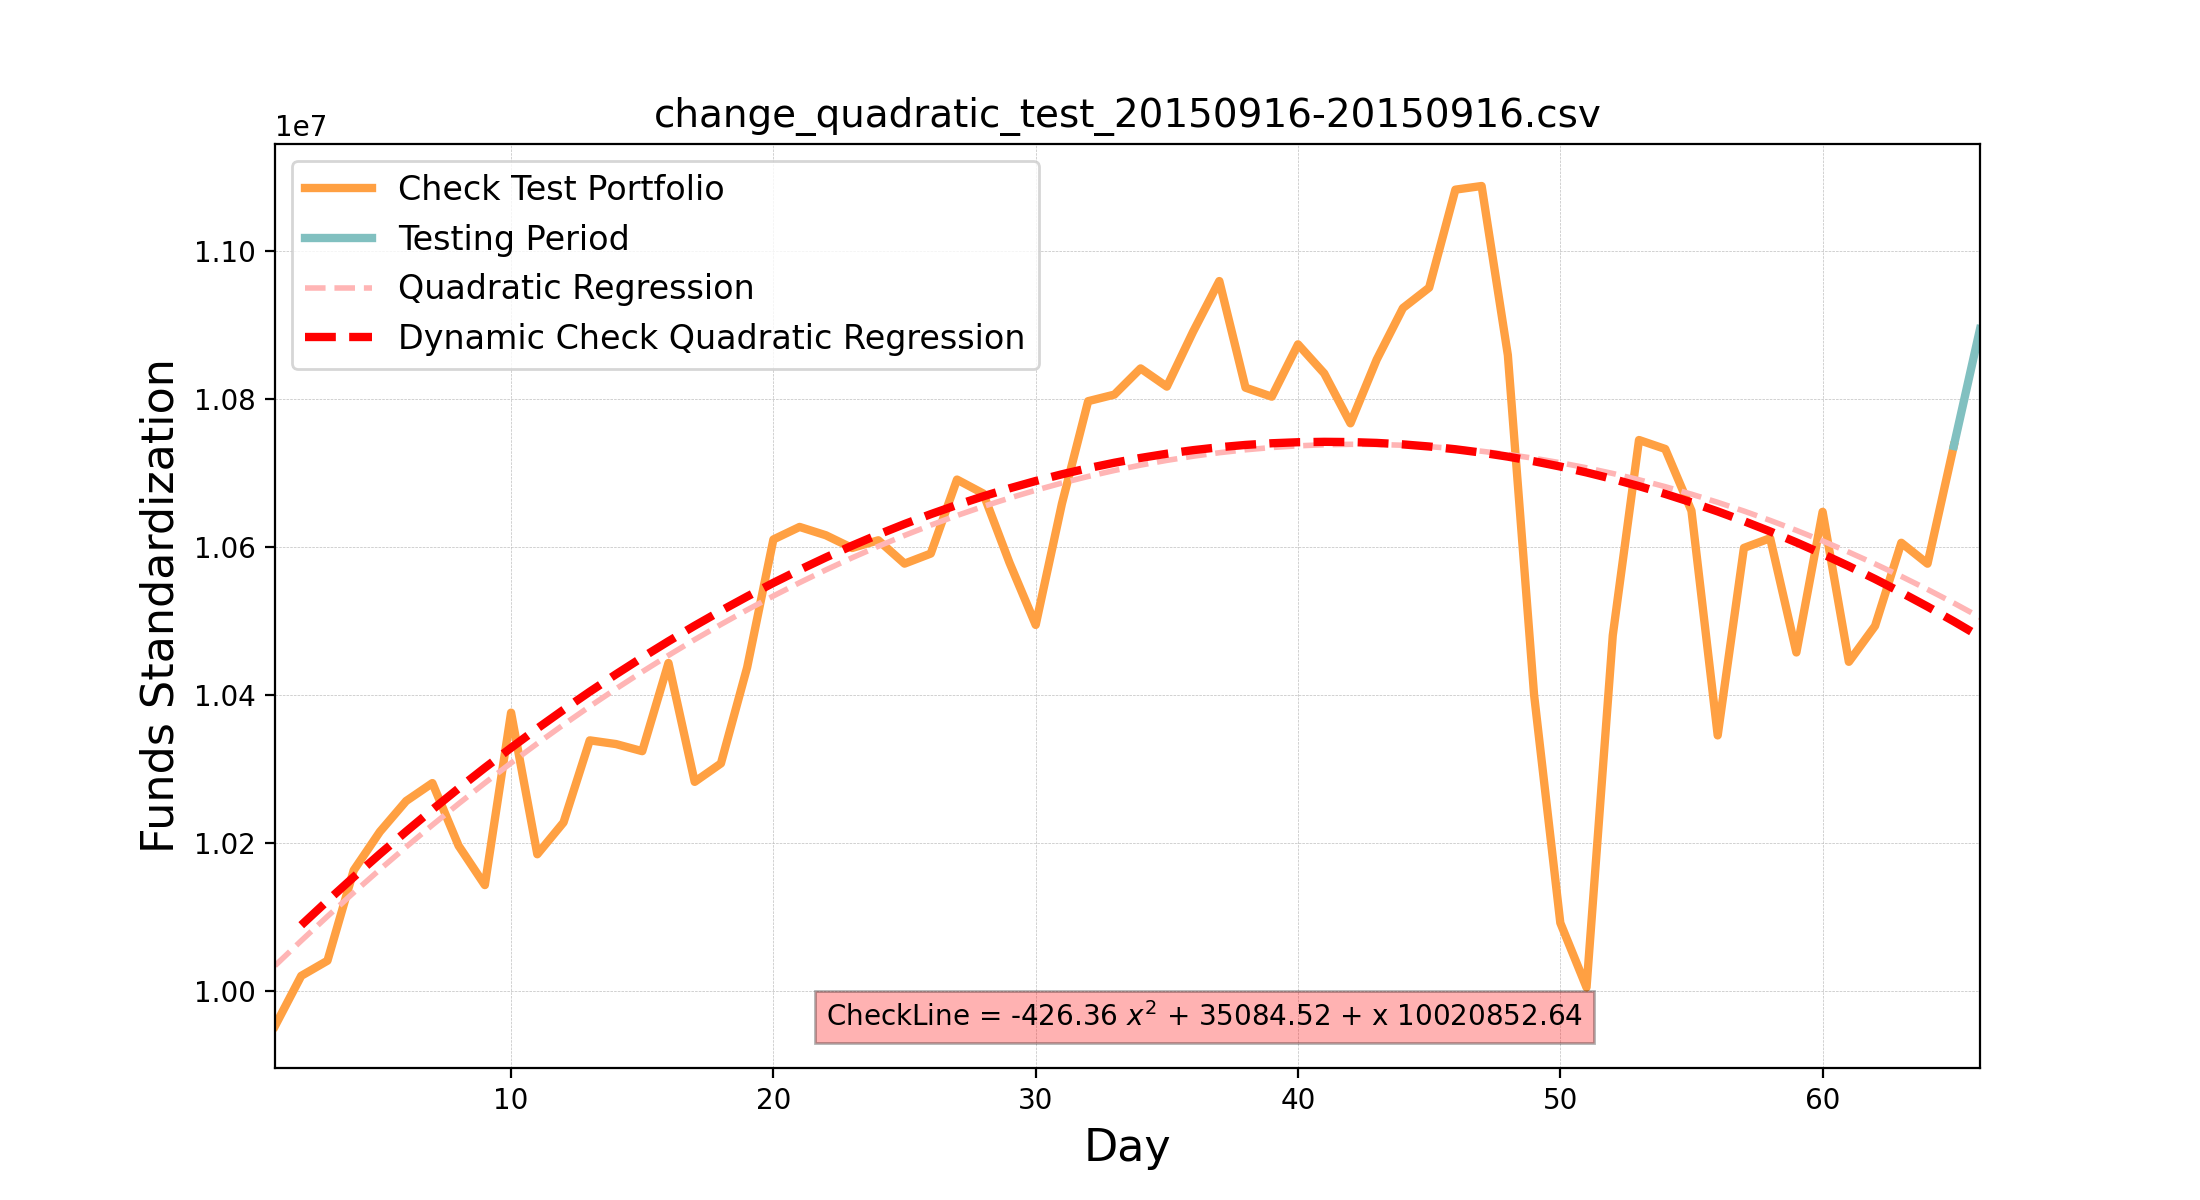 change_quadratic_test_20150916-20150916.csv
1e7
Check Test Portfolio
Testing Period
Quadratic Regression
Dynamic Check Quadratic Regression
1.10
1.08
1.06
1.04
1.02
1.00
Funds Standardization
CheckLine = -426.36 x² + 35084.52 + x 10020852.64
10 20 30 40 50 60
Day